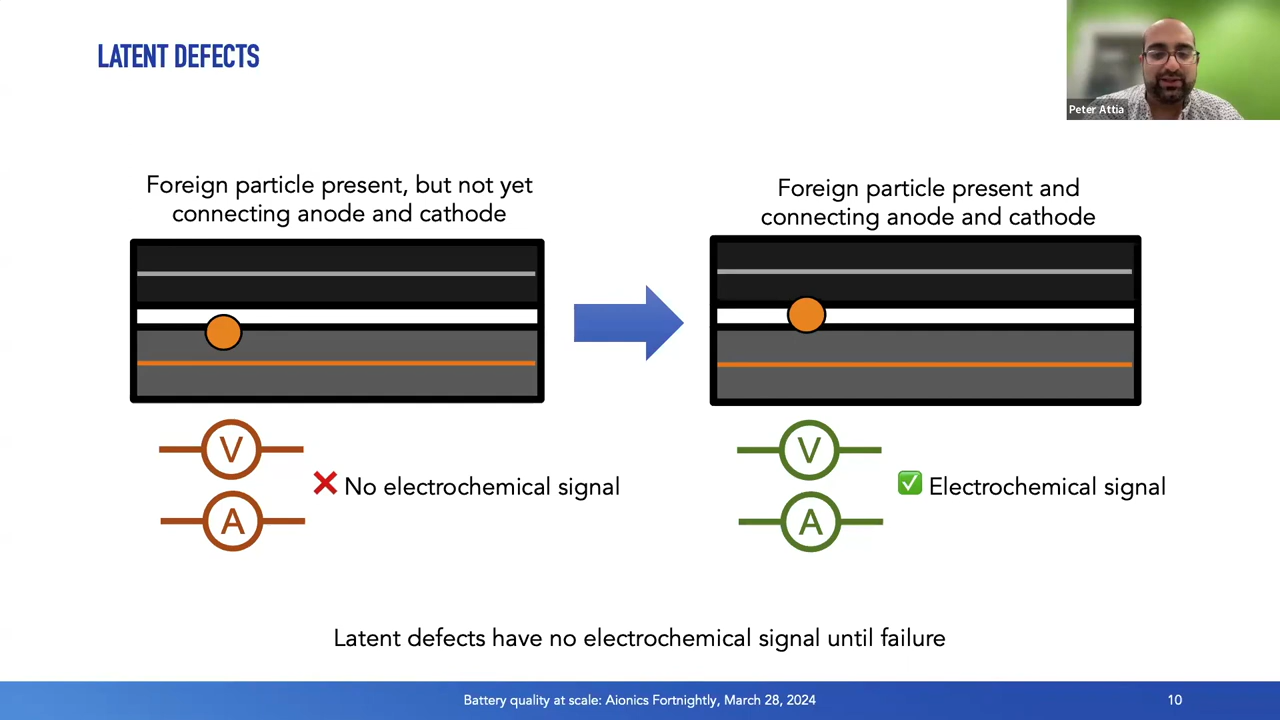 LATENT DEFECTS
Peter Attia
Foreign particle present, but not yet
connecting anode and cathode
Foreign particle present and
connecting anode and cathode
V
A
No electrochemical signal
V
A
Electrochemical signal
Latent defects have no electrochemical signal until failure
Battery quality at scale: Aionics Fortnightly, March 28, 2024
10